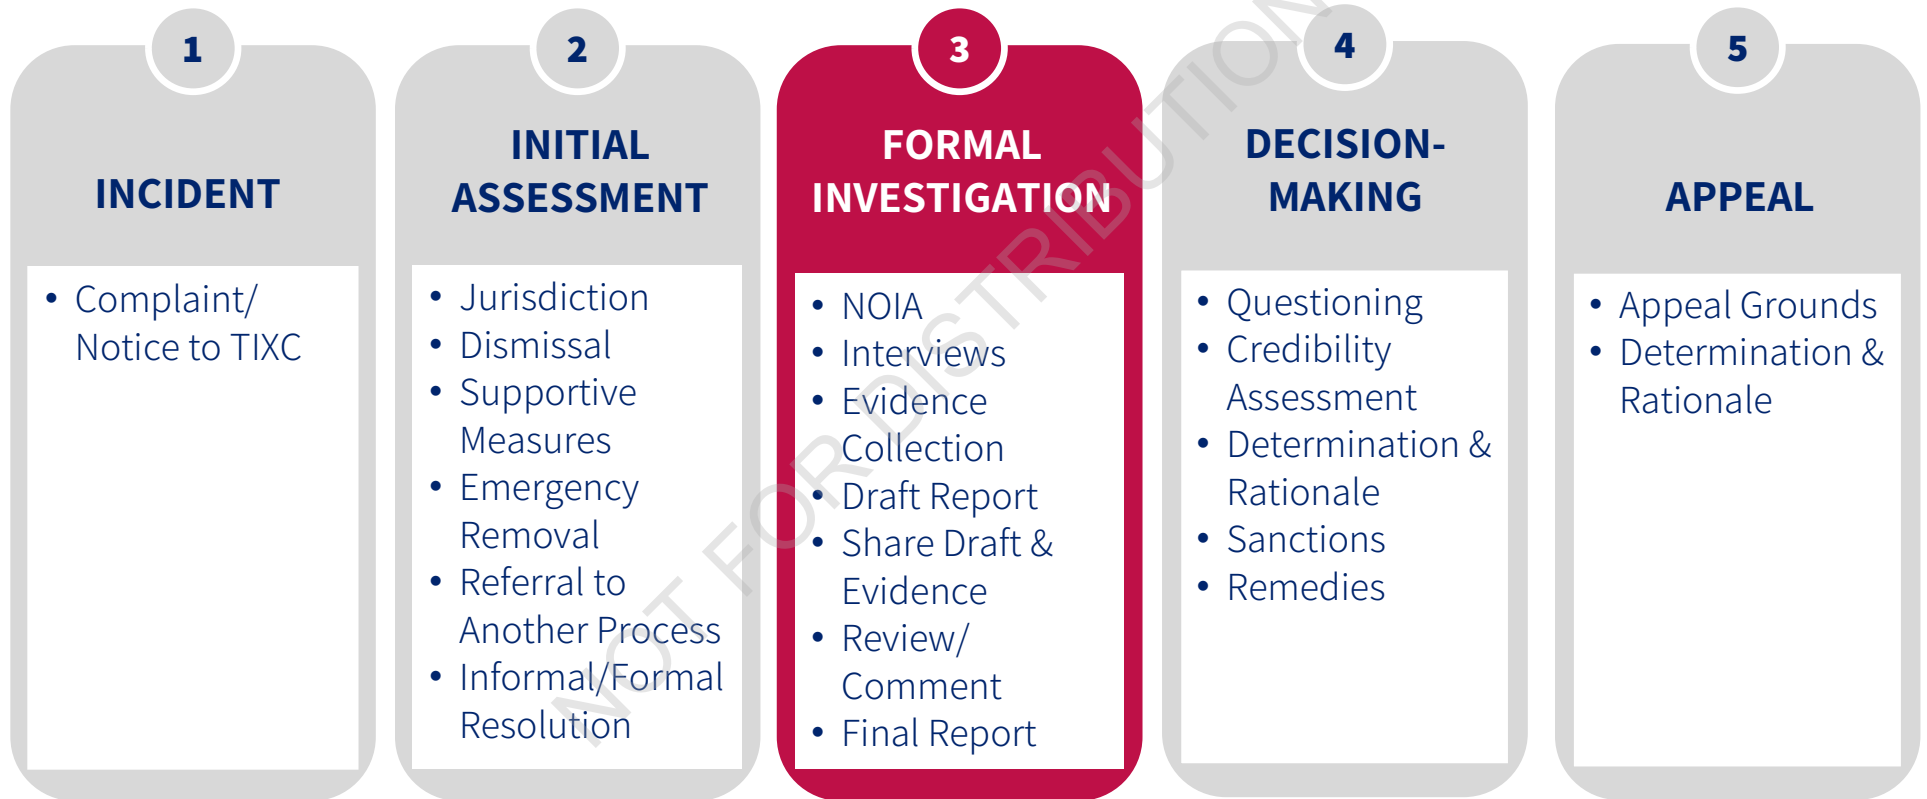 1
INCIDENT
• Complaint/
Notice to TIXC
2
INITIAL
ASSESSMENT
• Jurisdiction
• Dismissal
• Supportive
Measures
• Emergency
Removal
• Referral to
Another Process
• Informal/Formal
Resolution
3
FORMAL
INVESTIGATION
• NOIA
• Interviews
• Evidence
Collection
• Draft Report
• Share Draft &
Evidence
• Review/
Comment
• Final Report
4
DECISION-
MAKING
• Questioning
• Credibility
Assessment
• Determination &
Rationale
• Sanctions
• Remedies
5
APPEAL
• Appeal Grounds
• Determination &
Rationale
NOT FOR DISTRIBUTION